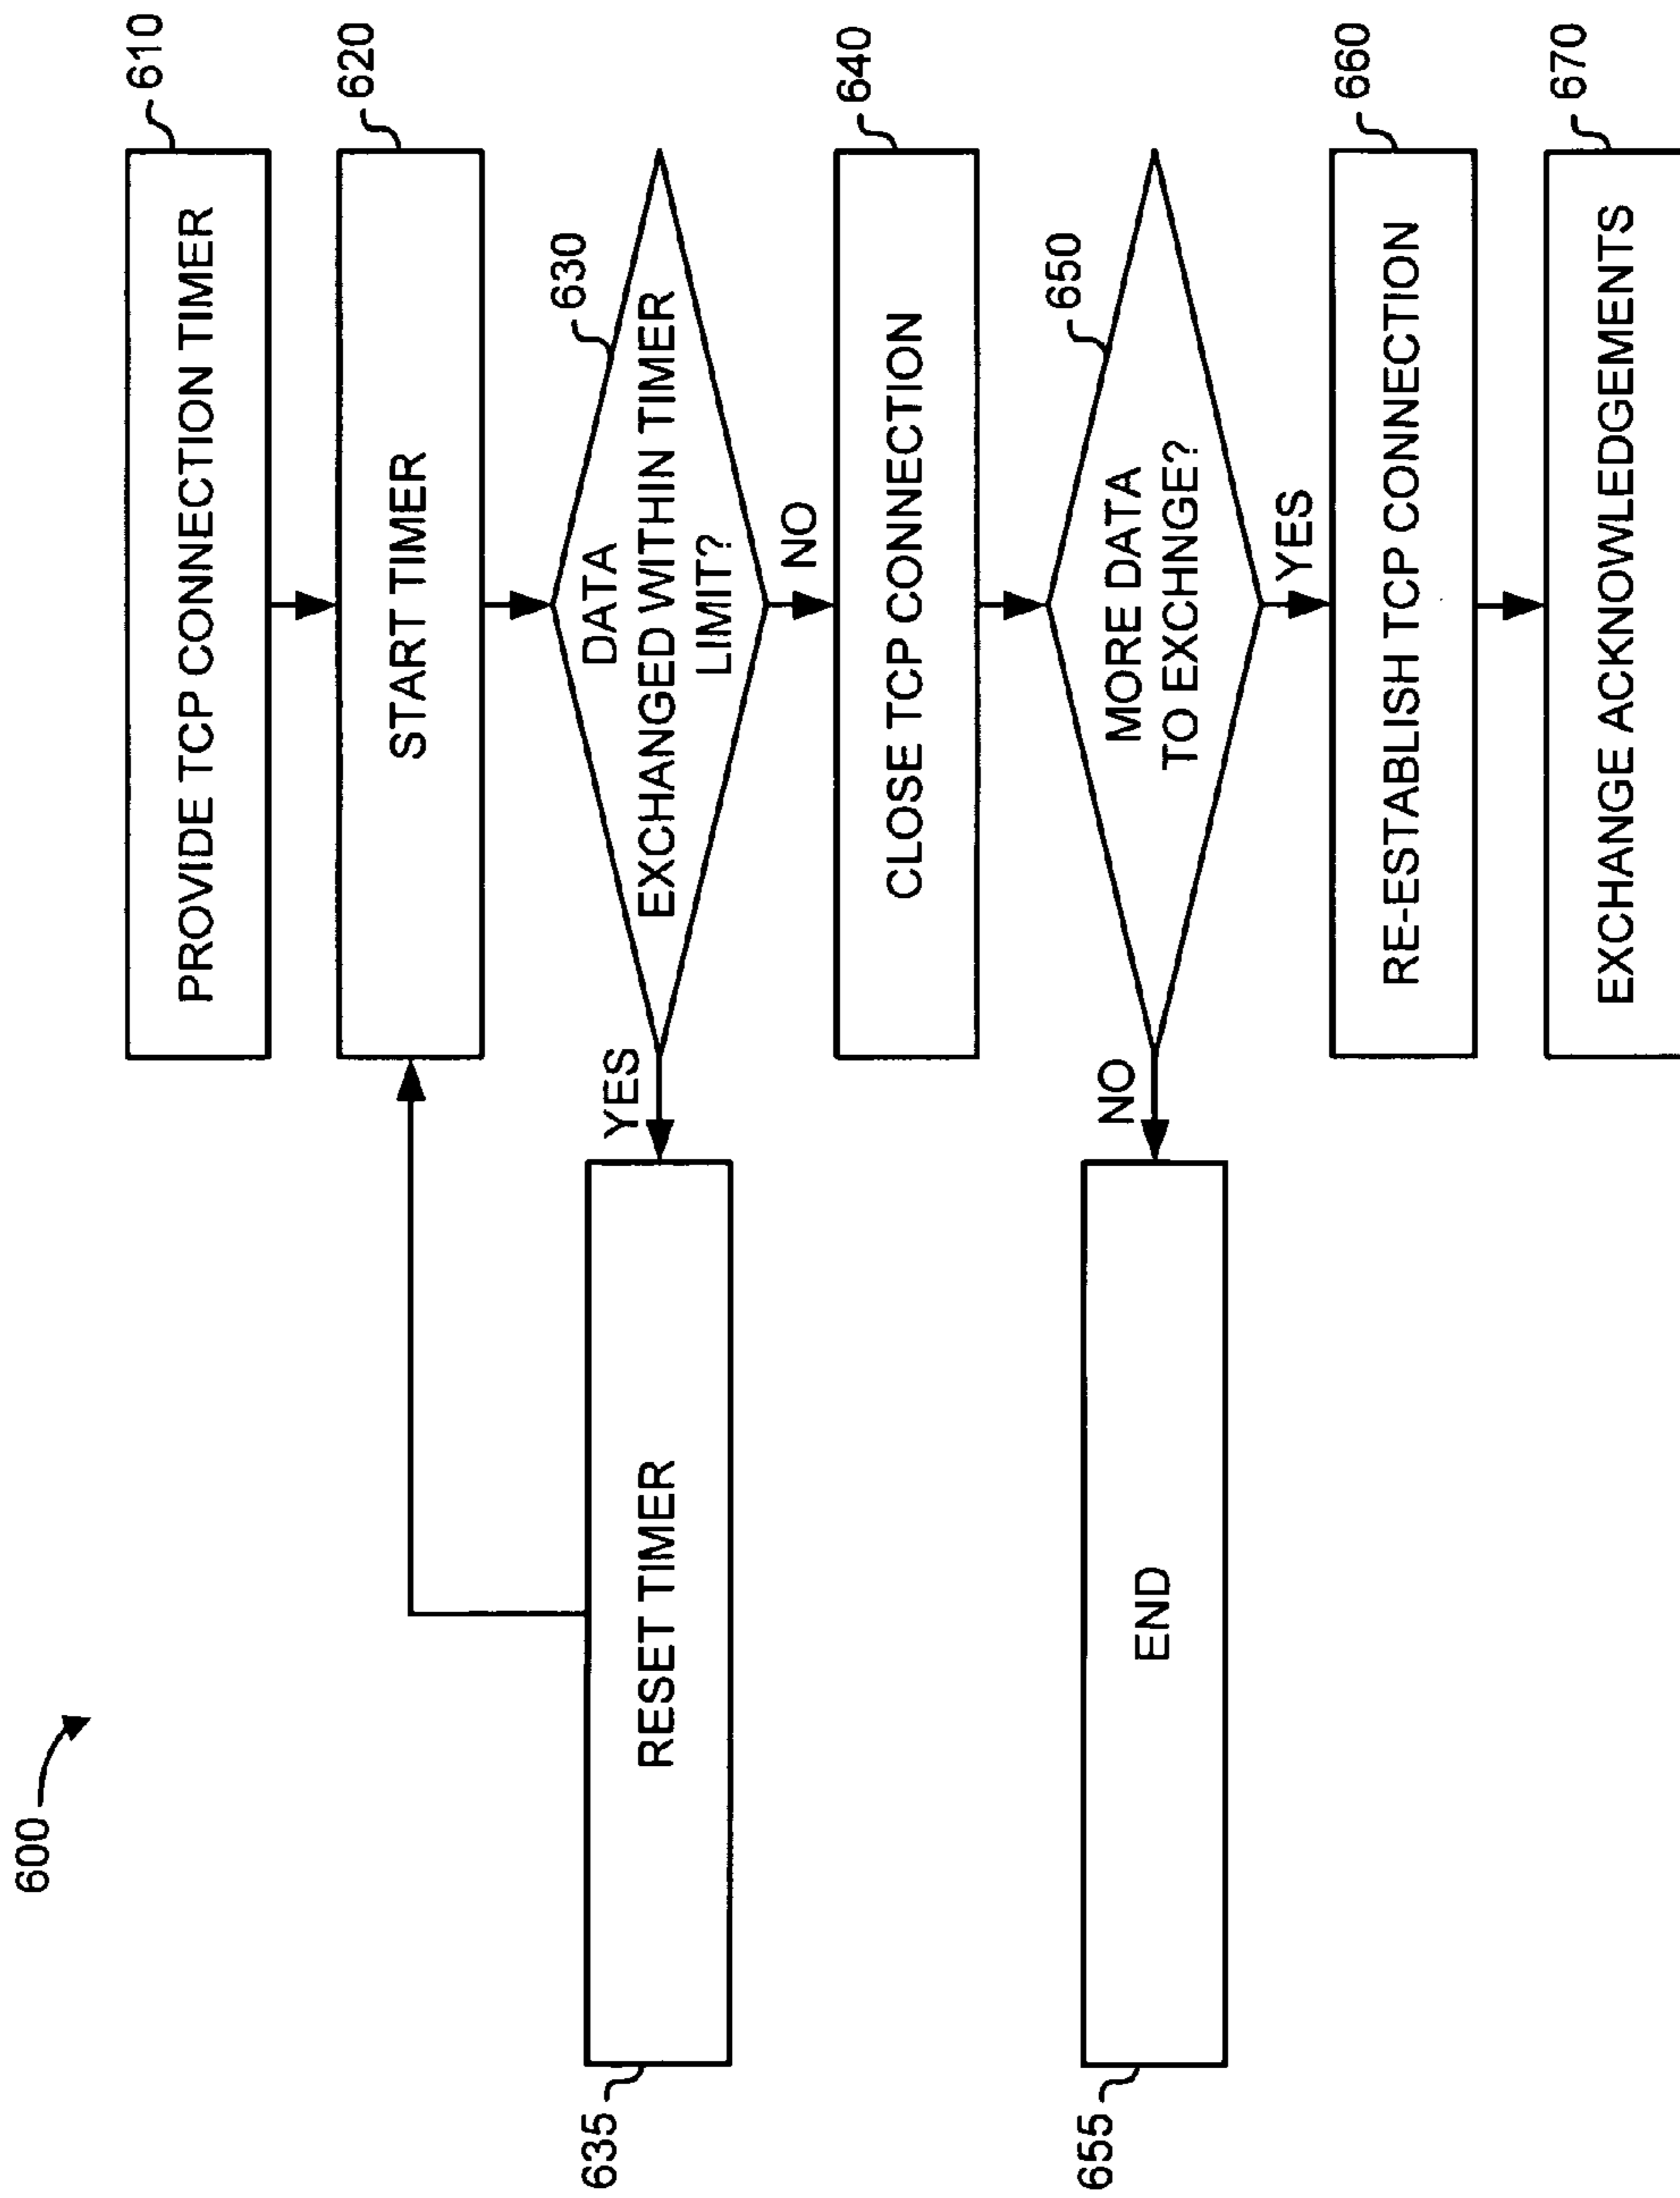 600
610
PROVIDE TCP CONNECTION TIMER
620
START TIMER
630
DATA
EXCHANGED WITHIN TIMER
LIMIT?
YES
NO
635
RESET TIMER
640
CLOSE TCP CONNECTION
650
MORE DATA
TO EXCHNGE?
NO
YES
655
END
660
RE-ESTABLISH TCP CONNECTION
670
EXCHANGE ACKNOWLEDGEMENTS